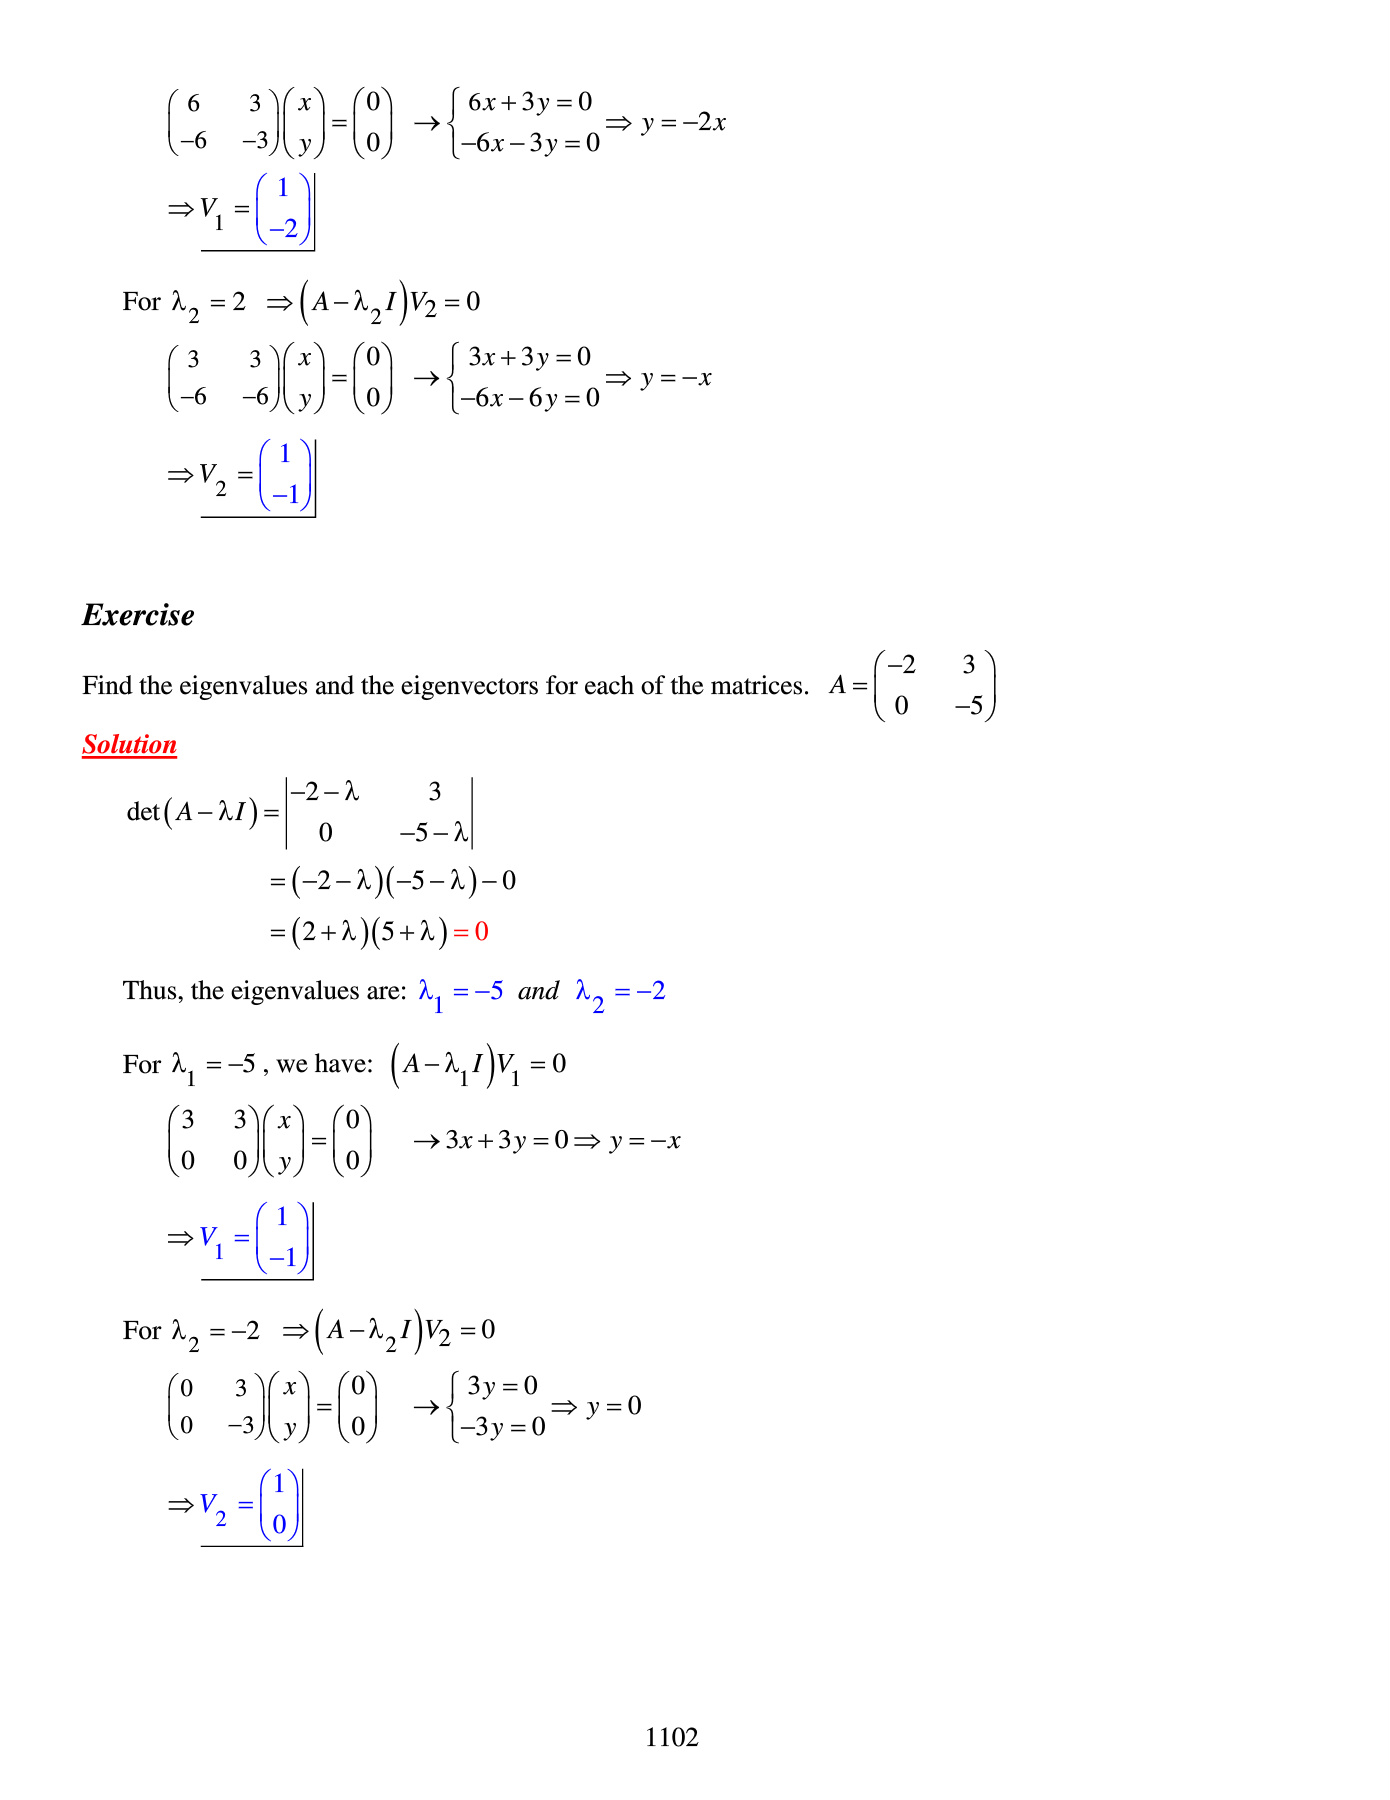 $\begin{pmatrix} 6 & 3 \\ -6 & -3 \end{pmatrix}\begin{pmatrix} x \\ y \end{pmatrix} = \begin{pmatrix} 0 \\ 0 \end{pmatrix} \rightarrow \begin{cases} 6x+3y=0 \\ -6x-3y=0 \end{cases} \Rightarrow y=-2x$
$\Rightarrow V_1 = \begin{pmatrix} 1 \\ -2 \end{pmatrix}$
For $\lambda_2 = 2 \Rightarrow (A-\lambda_2 I)V_2 = 0$
$\begin{pmatrix} 3 & 3 \\ -6 & -6 \end{pmatrix}\begin{pmatrix} x \\ y \end{pmatrix} = \begin{pmatrix} 0 \\ 0 \end{pmatrix} \rightarrow \begin{cases} 3x+3y=0 \\ -6x-6y=0 \end{cases} \Rightarrow y=-x$
$\Rightarrow V_2 = \begin{pmatrix} 1 \\ -1 \end{pmatrix}$
Exercise
Find the eigenvalues and the eigenvectors for each of the matrices. $A = \begin{pmatrix} -2 & 3 \\ 0 & -5 \end{pmatrix}$
Solution
$\det(A-\lambda I) = \begin{vmatrix} -2-\lambda & 3 \\ 0 & -5-\lambda \end{vmatrix}$
$= (-2-\lambda)(-5-\lambda)-0$
$= (2+\lambda)(5+\lambda) = 0$
Thus, the eigenvalues are: $\lambda_1 = -5$ and $\lambda_2 = -2$
For $\lambda_1 = -5$, we have: $(A-\lambda_1 I)V_1 = 0$
$\begin{pmatrix} 3 & 3 \\ 0 & 0 \end{pmatrix}\begin{pmatrix} x \\ y \end{pmatrix} = \begin{pmatrix} 0 \\ 0 \end{pmatrix} \rightarrow 3x+3y=0 \Rightarrow y=-x$
$\Rightarrow V_1 = \begin{pmatrix} 1 \\ -1 \end{pmatrix}$
For $\lambda_2 = -2 \Rightarrow (A-\lambda_2 I)V_2 = 0$
$\begin{pmatrix} 0 & 3 \\ 0 & -3 \end{pmatrix}\begin{pmatrix} x \\ y \end{pmatrix} = \begin{pmatrix} 0 \\ 0 \end{pmatrix} \rightarrow \begin{cases} 3y=0 \\ -3y=0 \end{cases} \Rightarrow y=0$
$\Rightarrow V_2 = \begin{pmatrix} 1 \\ 0 \end{pmatrix}$
1102